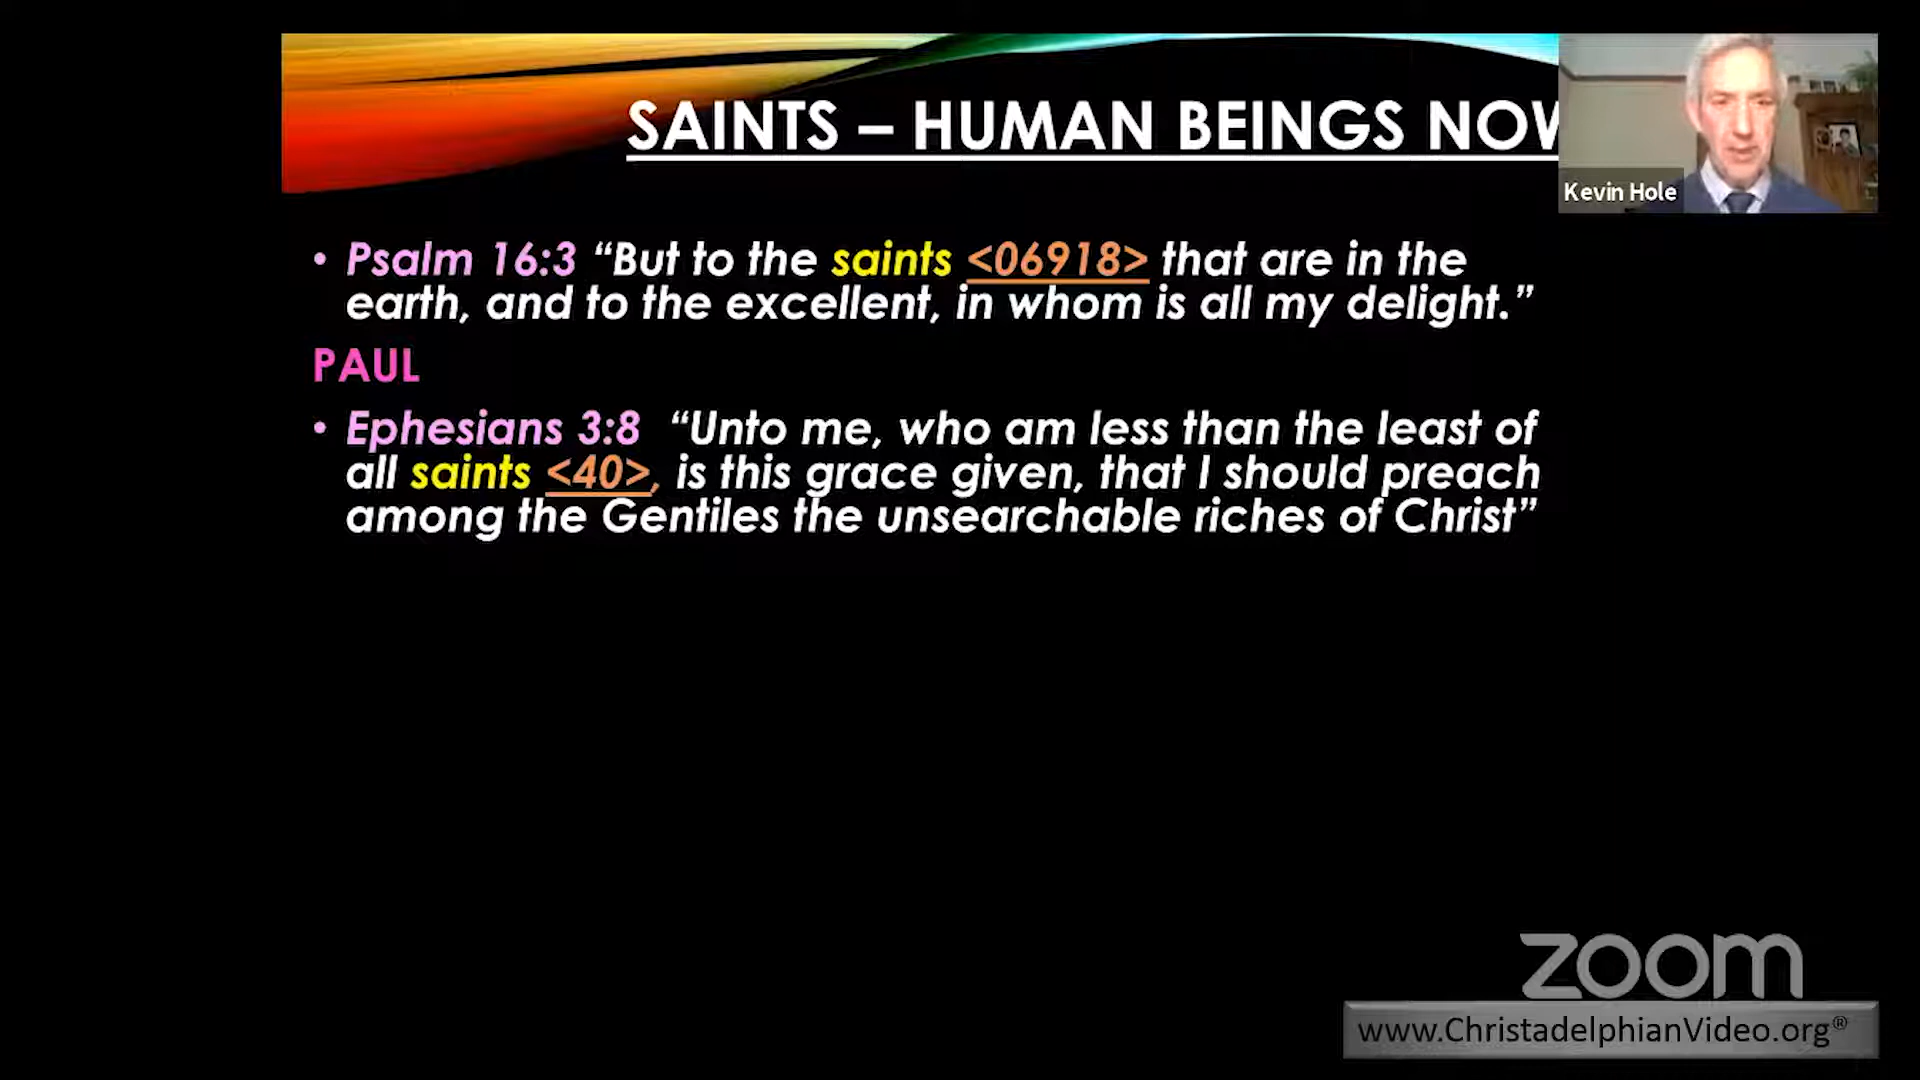 SAINTS – HUMAN BEINGS NOW
Kevin Hole
• Psalm 16:3 “But to the saints <06918> that are in the
earth, and to the excellent, in whom is all my delight.”
PAUL
• Ephesians 3:8 “Unto me, who am less than the least of
all saints <40>, is this grace given, that I should preach
among the Gentiles the unsearchable riches of Christ”
zoom
www.ChristadelphianVideo.org®